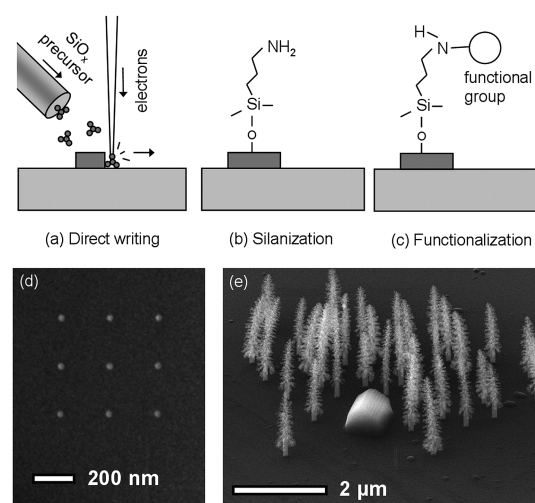 SiOx
precursor
electrons
NH2
Si
O
H
N
functional
group
Si
O
(a) Direct writing
(b) Silanization
(c) Functionalization
(d)
200 nm
(e)
2 µm